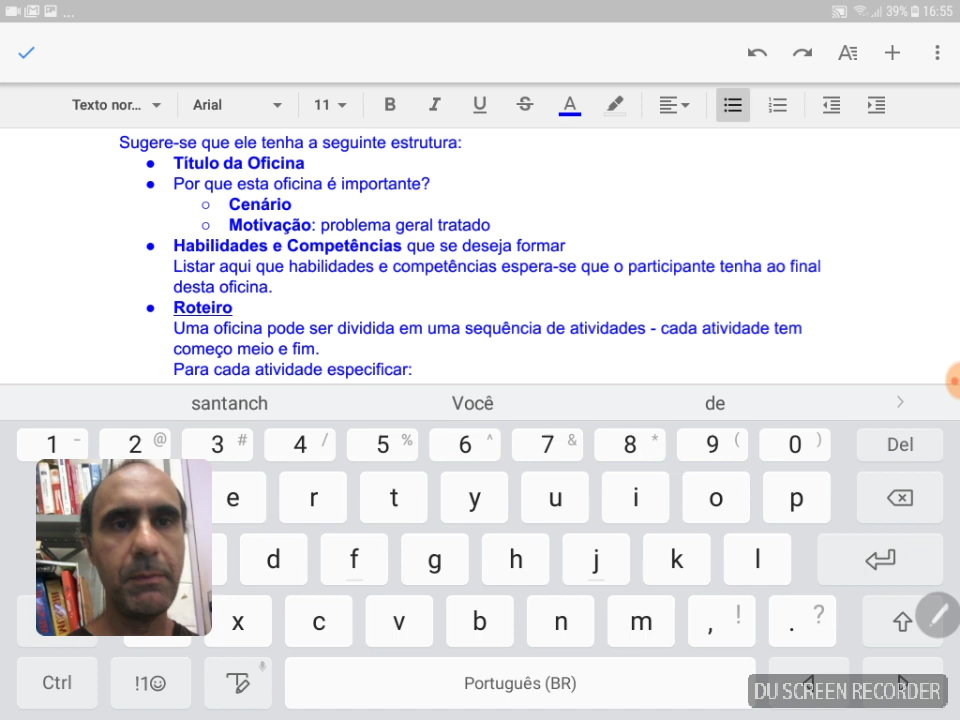 ... 39% 16:55
Texto nor... Arial 11 B I U S A
Sugere-se que ele tenha a seguinte estrutura:
● Título da Oficina
● Por que esta oficina é importante?
○ Cenário
○ Motivação: problema geral tratado
● Habilidades e Competências que se deseja formar
Listar aqui que habilidades e competências espera-se que o participante tenha ao final
desta oficina.
● Roteiro
Uma oficina pode ser dividida em uma sequência de atividades - cada atividade tem
começo meio e fim.
Para cada atividade especificar:
santanch Você de
1 - 2 @ 3 # 4 / 5 % 6 ^ 7 & 8 * 9 ( 0 ) Del
e r t y u i o p
d f g h j k l
x c v b n m , ! . ?
Ctrl !1☺ Português (BR)
DU SCREEN RECORDER